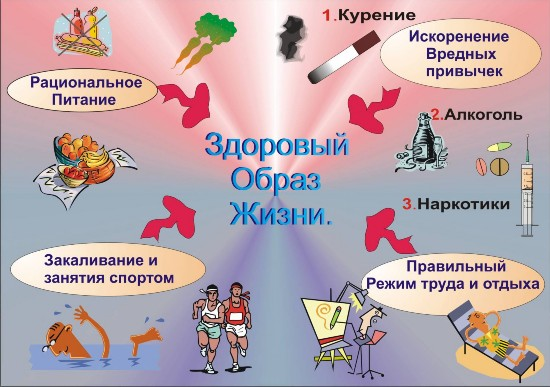 1.Курение
Искоренение
Вредных
привычек
Рациональное
Питание
2.Алкоголь
Здоровый
Образ
Жизни.
3.Наркотики
Закаливание и
занятия спортом
Правильный
Режим труда и отдыха